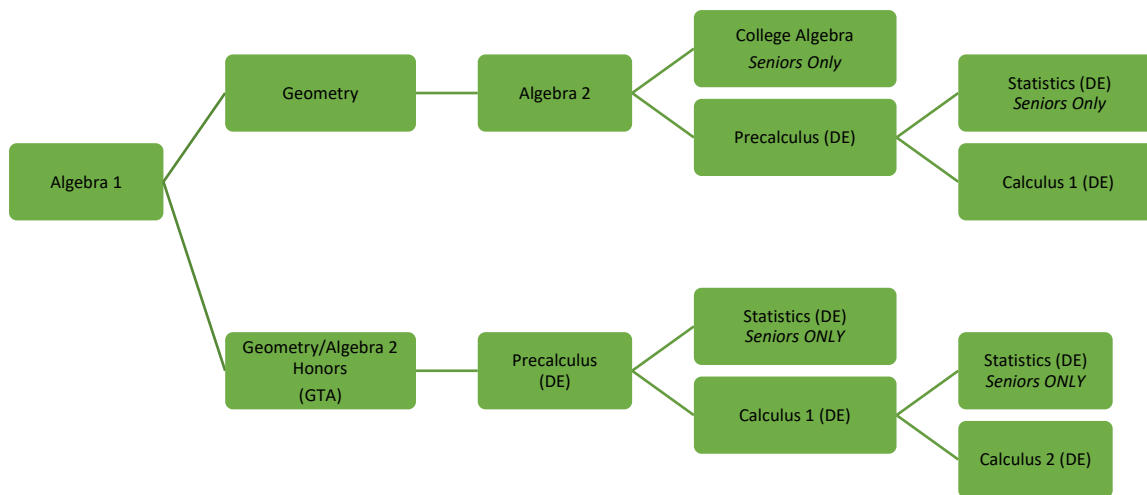 Algebra 1
Geometry
Algebra 2
College Algebra
Seniors Only
Precalculus (DE)
Statistics (DE)
Seniors Only
Calculus 1 (DE)
Geometry/Algebra 2
Honors
(GTA)
Precalculus
(DE)
Statistics (DE)
Seniors ONLY
Calculus 1 (DE)
Statistics (DE)
Seniors ONLY
Calculus 2 (DE)